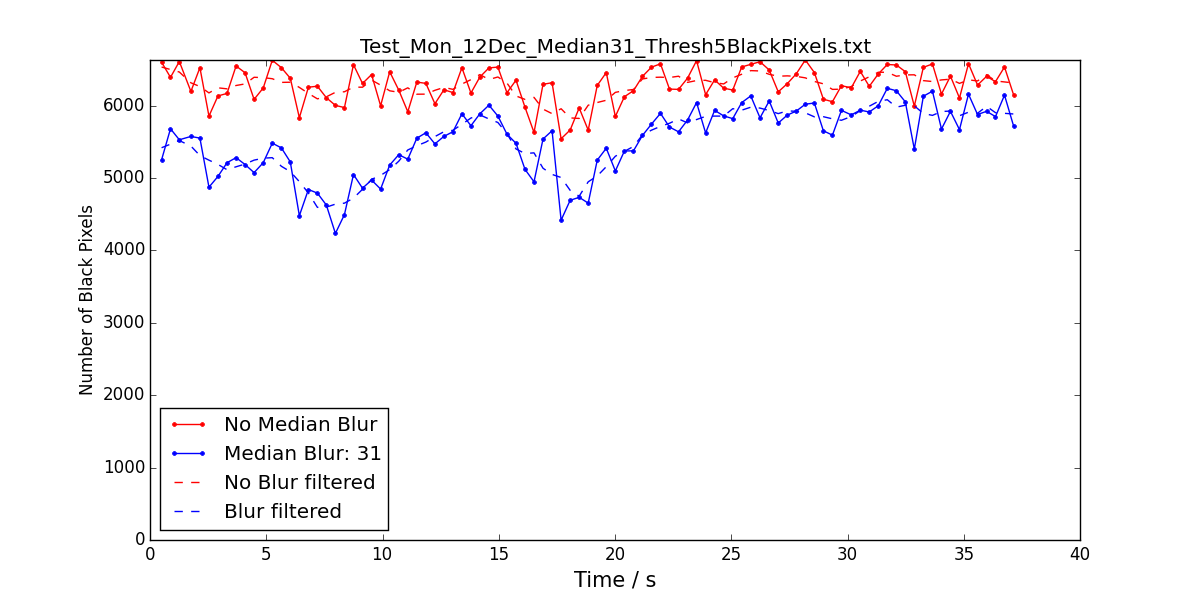 Test_Mon_12Dec_Median31_Thresh5BlackPixels.txt
6000
5000
4000
3000
2000
1000
0
Number of Black Pixels
No Median Blur
Median Blur: 31
No Blur filtered
Blur filtered
0 5 10 15 20 25 30 35 40
Time / s